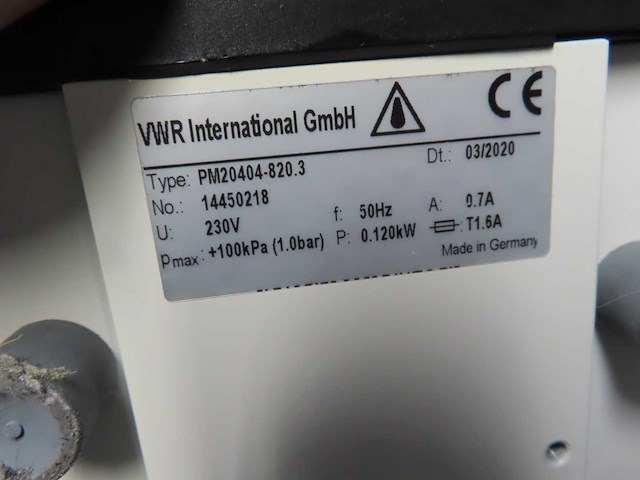 VWR International GmbH CE
Type: PM20404-820.3 Dt.: 03/2020
No.: 14450218
U: 230V f: 50Hz A: 0.7A
pmax.: +100kPa (1.0bar) P: 0.120kW T1.6A
Made in Germany